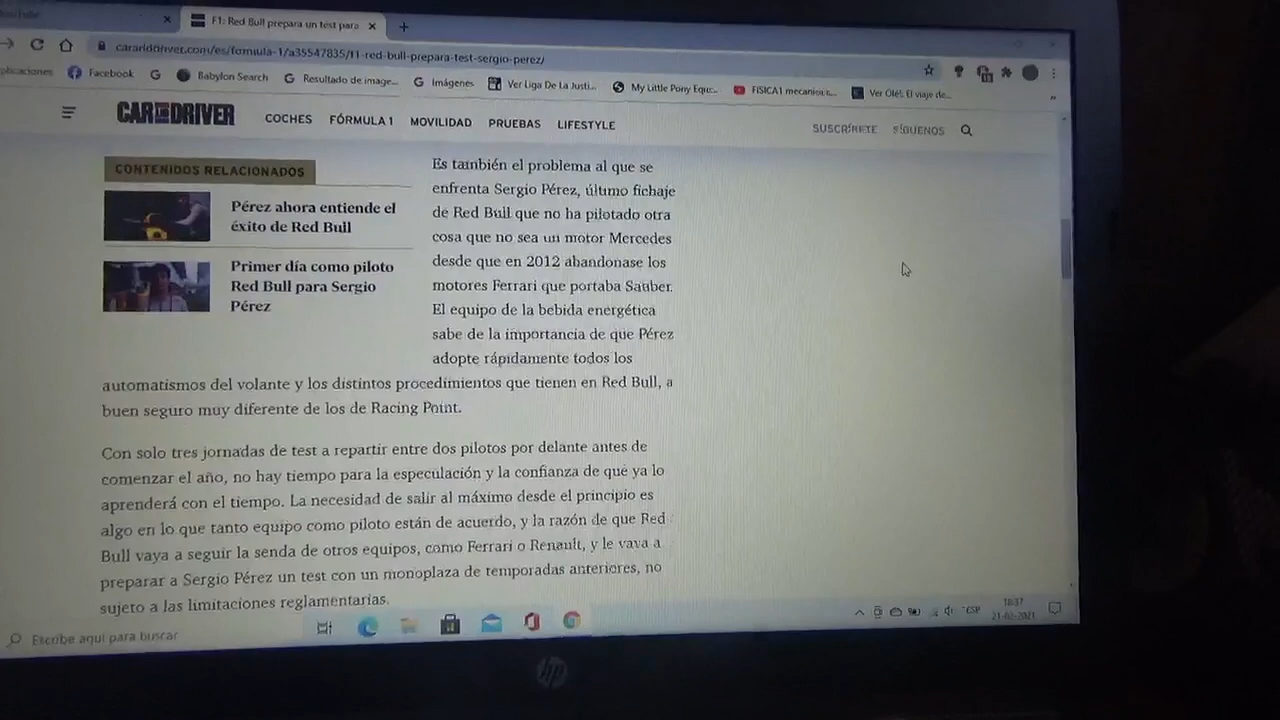 F1: Red Bull prepara un test para
cararddriver.com/es/formula-1/a35547835/f1-red-bull-prepara-test-sergio-perez/
Facebook
Babylon Search
Resultado de image...
Imágenes
Ver Liga De La Justi...
My Little Pony Eque...
FISICA1 mecanica...
Ver Olé!: El viaje de...
CAR AND DRIVER
COCHES FÓRMULA 1 MOVILIDAD PRUEBAS LIFESTYLE
SUSCRÍBETE SÍGUENOS
CONTENIDOS RELACIONADOS
Pérez ahora entiende el
éxito de Red Bull
Primer día como piloto
Red Bull para Sergio
Pérez
Es también el problema al que se
enfrenta Sergio Pérez, último fichaje
de Red Bull que no ha pilotado otra
cosa que no sea un motor Mercedes
desde que en 2012 abandonase los
motores Ferrari que portaba Sauber.
El equipo de la bebida energética
sabe de la importancia de que Pérez
adopte rápidamente todos los
automatismos del volante y los distintos procedimientos que tienen en Red Bull, a
buen seguro muy diferente de los de Racing Point.
Con solo tres jornadas de test a repartir entre dos pilotos por delante antes de
comenzar el año, no hay tiempo para la especulación y la confianza de que ya lo
aprenderá con el tiempo. La necesidad de salir al máximo desde el principio es
algo en lo que tanto equipo como piloto están de acuerdo, y la razón de que Red
Bull vaya a seguir la senda de otros equipos, como Ferrari o Renault, y le vaya a
preparar a Sergio Pérez un test con un monoplaza de temporadas anteriores, no
sujeto a las limitaciones reglamentarias.
Escribe aquí para buscar
ESP
18:37
21-02-2021
hp